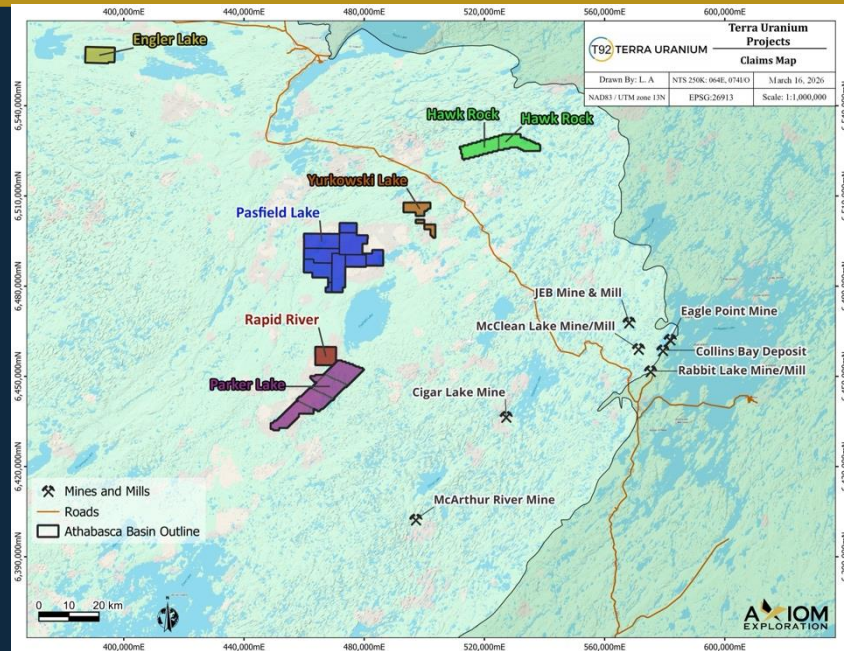 400,000mE
440,000mE
480,000mE
520,000mE
560,000mE
600,000mE
Terra Uranium
Projects
Claims Map
T92 TERRA URANIUM
Drawn By: L. A
NTS 250K: 064E, 074I/O
March 16, 2026
NAD83 / UTM zone 13N
EPSG:26913
Scale: 1:1,000,000
Engler Lake
6,540,000mN
Hawk Rock
Hawk Rock
Yurkowski Lake
6,510,000mN
6,510,000mN
Pasfield Lake
6,480,000mN
JEB Mine & Mill
Eagle Point Mine
McClean Lake Mine/Mill
Rapid River
Collins Bay Deposit
Rabbit Lake Mine/Mill
6,450,000mN
Parker Lake
Cigar Lake Mine
6,420,000mN
Mines and Mills
McArthur River Mine
Roads
Athabasca Basin Outline
6,390,000mN
0 10 20 km
AXIOM
EXPLORATION
400,000mE
440,000mE
480,000mE
520,000mE
560,000mE
600,000mE